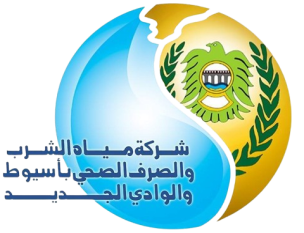 شركة مياه الشرب
والصرف الصحي بأسيوط
والوادي الجديد